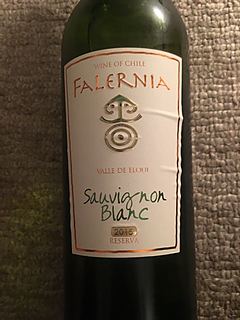 WINE OF CHILE
FALERNIA
VALLE DE ELQUI
Sauvignon
Blanc
2015
RESERVA